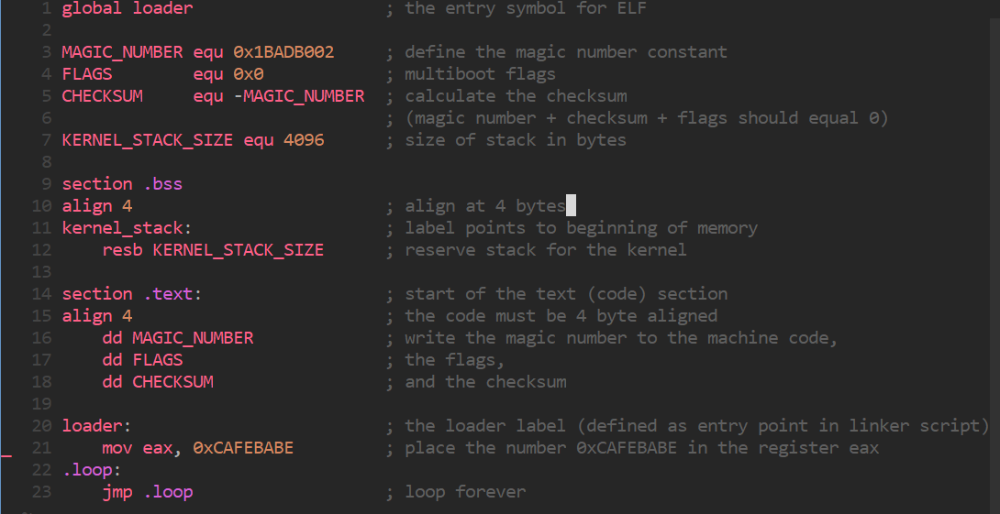 1 global loader                   ; the entry symbol for ELF
2
3 MAGIC_NUMBER equ 0x1BADB002     ; define the magic number constant
4 FLAGS        equ 0x0            ; multiboot flags
5 CHECKSUM     equ -MAGIC_NUMBER  ; calculate the checksum
6                                 ; (magic number + checksum + flags should equal 0)
7 KERNEL_STACK_SIZE equ 4096      ; size of stack in bytes
8
9 section .bss
10 align 4                         ; align at 4 bytes
11 kernel_stack:                   ; label points to beginning of memory
12     resb KERNEL_STACK_SIZE      ; reserve stack for the kernel
13
14 section .text:                  ; start of the text (code) section
15 align 4                         ; the code must be 4 byte aligned
16     dd MAGIC_NUMBER             ; write the magic number to the machine code,
17     dd FLAGS                    ; the flags,
18     dd CHECKSUM                 ; and the checksum
19
20 loader:                         ; the loader label (defined as entry point in linker script)
21     mov eax, 0xCAFEBABE         ; place the number 0xCAFEBABE in the register eax
22 .loop:
23     jmp .loop                   ; loop forever